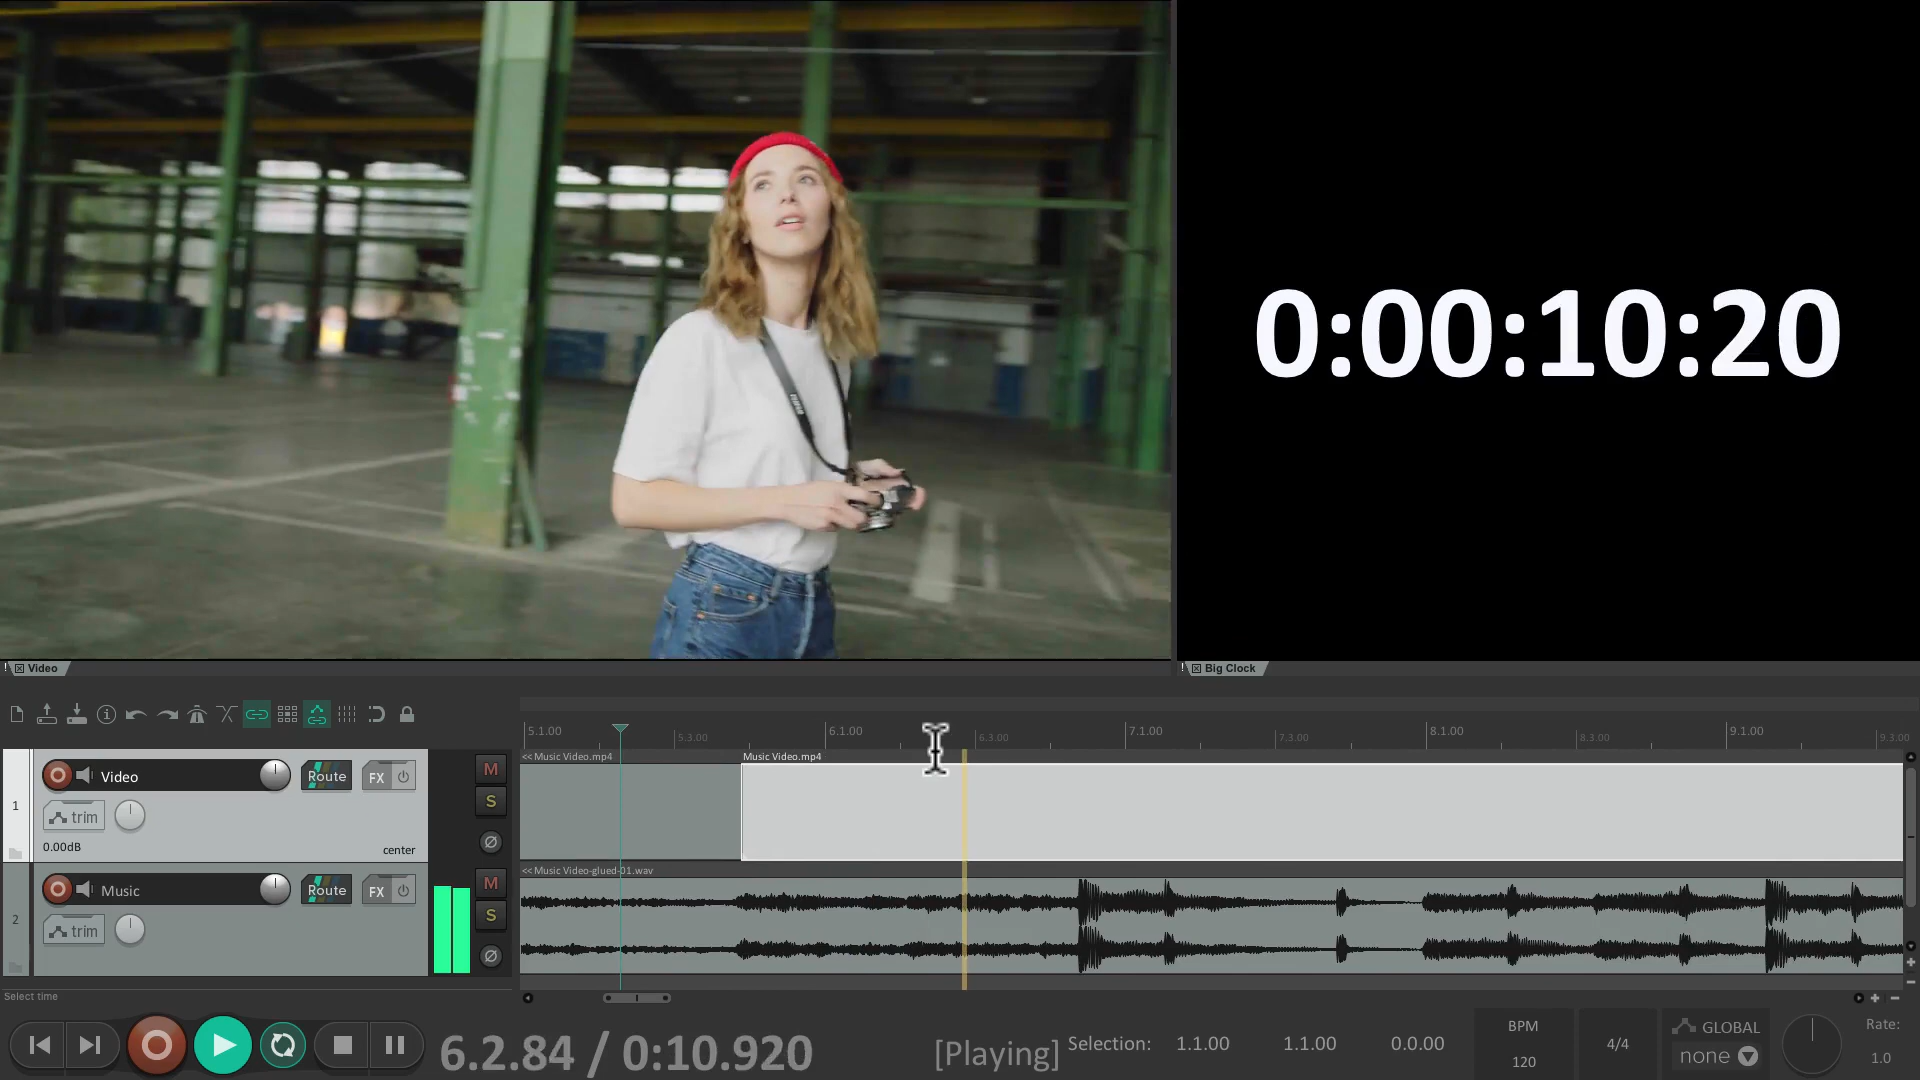 0:00:10:20
Video
Big Clock
5.1.00
5.3.00
6.1.00
6.3.00
7.1.00
7.3.00
8.1.00
8.3.00
9.1.00
9.3.00
<< Music Video.mp4
Music Video.mp4
1
Video
Route
FX
M
S
trim
0.00dB
center
<< Music Video-glued-01.wav
2
Music
Route
FX
M
S
trim
Select time
6.2.84 / 0:10.920
[Playing]
Selection:
1.1.00
1.1.00
0.0.00
BPM
120
4/4
GLOBAL
none
Rate:
1.0